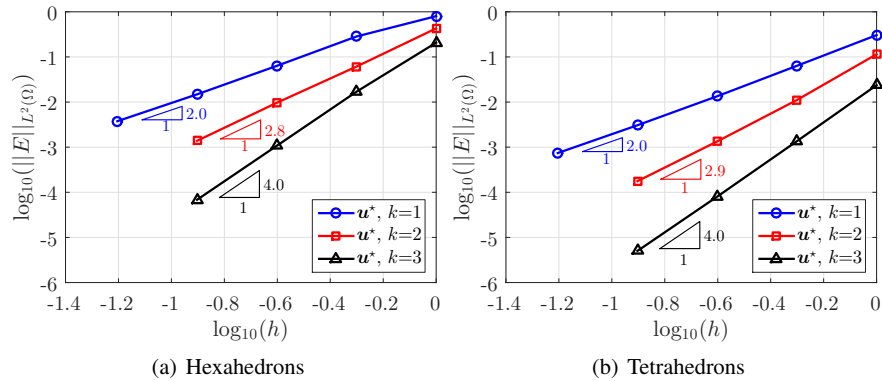 0
-1
-2
-3
-4
-5
-6
log₁₀(||E||_{L²(Ω)})
2.0
1
2.8
1
4.0
1
u⋆, k=1
u⋆, k=2
u⋆, k=3
-1.4 -1.2 -1 -0.8 -0.6 -0.4 -0.2 0
log₁₀(h)
(a) Hexahedrons
0
-1
-2
-3
-4
-5
-6
log₁₀(||E||_{L²(Ω)})
2.0
1
2.9
1
4.0
1
u⋆, k=1
u⋆, k=2
u⋆, k=3
-1.4 -1.2 -1 -0.8 -0.6 -0.4 -0.2 0
log₁₀(h)
(b) Tetrahedrons